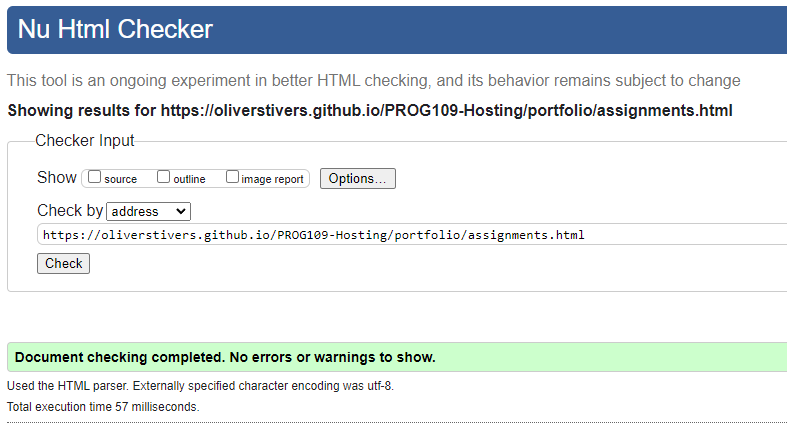 Nu Html Checker
This tool is an ongoing experiment in better HTML checking, and its behavior remains subject to change
Showing results for https://oliverstivers.github.io/PROG109-Hosting/portfolio/assignments.html
Checker Input
Show source outline image report Options...
Check by address
https://oliverstivers.github.io/PROG109-Hosting/portfolio/assignments.html
Check
Document checking completed. No errors or warnings to show.
Used the HTML parser. Externally specified character encoding was utf-8.
Total execution time 57 milliseconds.